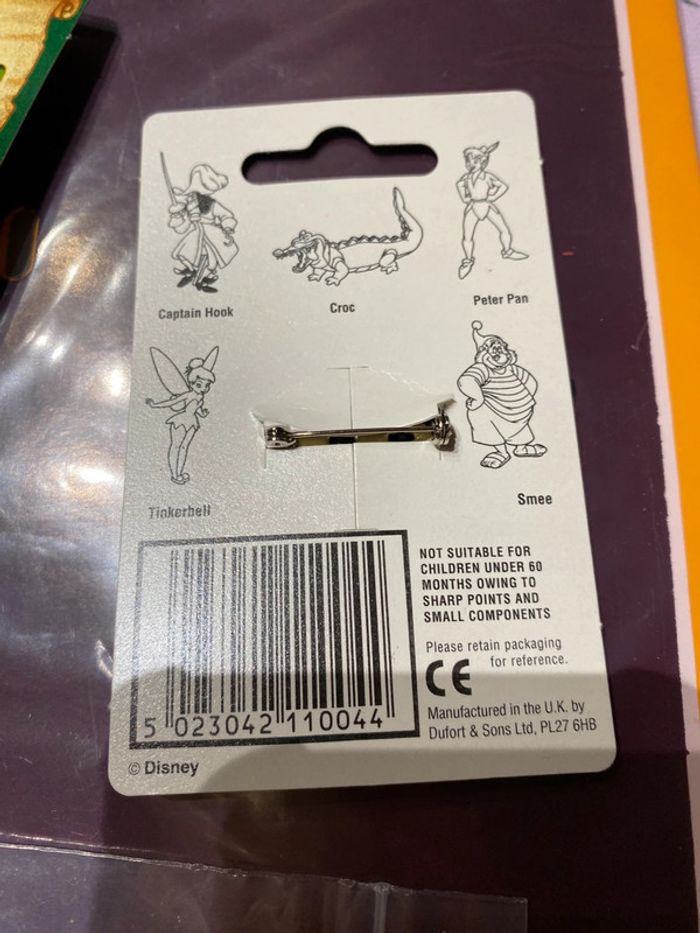 Captain Hook
Croc
Peter Pan
Tinkerbell
Smee
NOT SUITABLE FOR
CHILDREN UNDER 60
MONTHS OWING TO
SHARP POINTS AND
SMALL COMPONENTS
Please retain packaging
for reference.
CE
Manufactured in the U.K. by
Dufort & Sons Ltd, PL27 6HB
5 023042 110044
© Disney